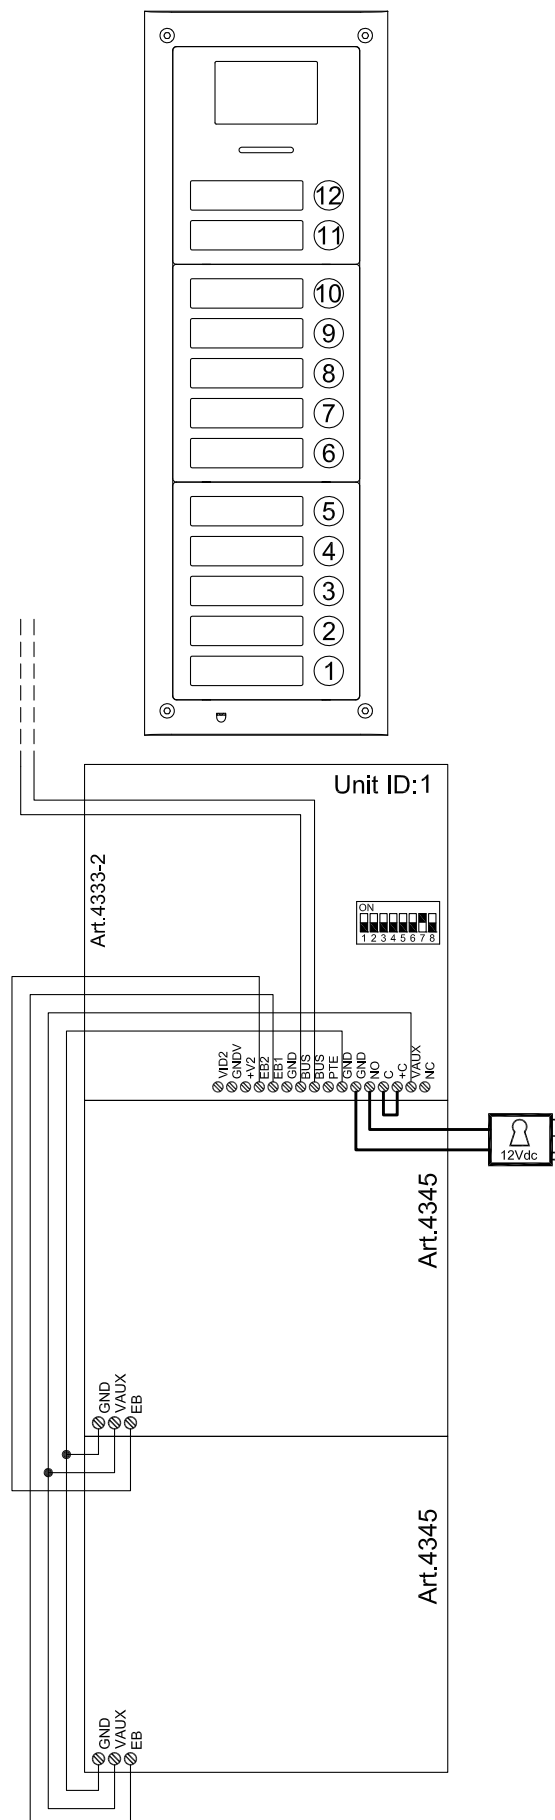 12
11
10
9
8
7
6
5
4
3
2
1
Unit ID:1
Art.4333-2
ON
1 2 3 4 5 6 7 8
VID2
GNDV
+V2
EB2
EB1
GND
BUS
BUS
PTE
GND
GND
NO
C
+C
VAUX
NC
12Vdc
Art.4345
GND
VAUX
EB
Art.4345
GND
VAUX
EB